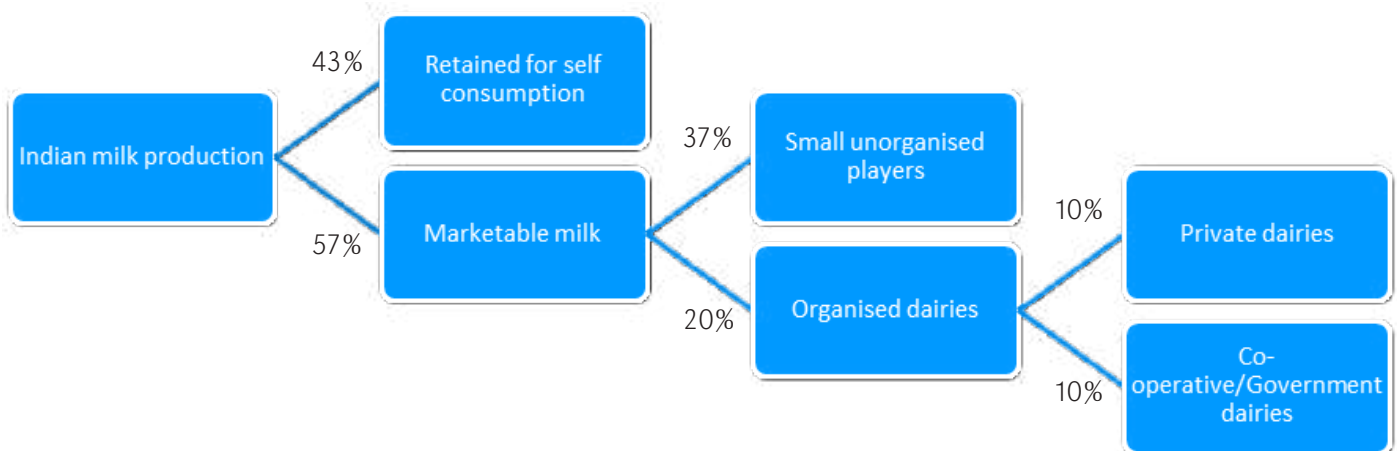 43%
Retained for self
consumption
Indian milk production
37%
Small unorganised
players
57%
Marketable milk
10%
Private dairies
20%
Organised dairies
10%
Co-
operative/Government
dairies